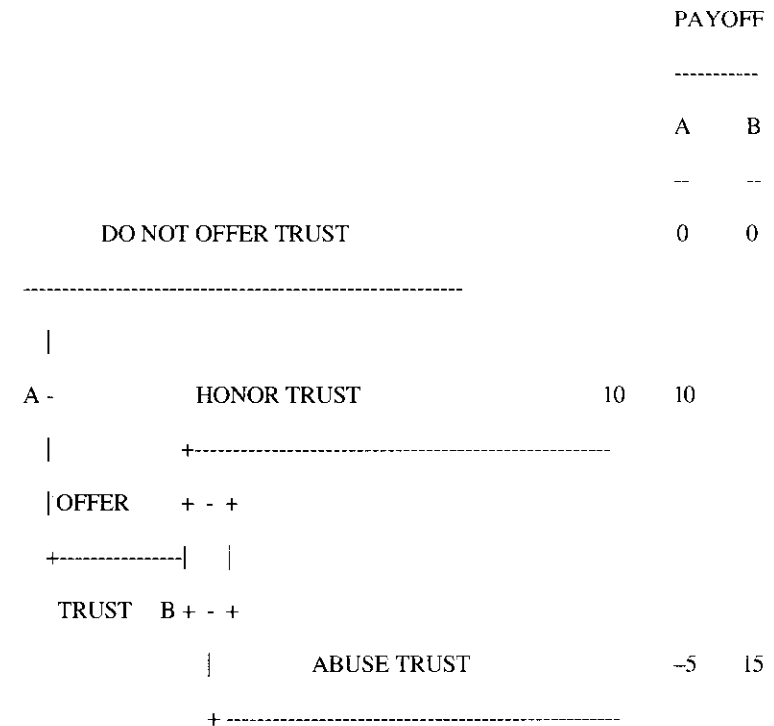 PAYOFF
-----------
A B
-- --
DO NOT OFFER TRUST 0 0
---------------------------------------------------------
|
A - HONOR TRUST 10 10
| +------------------------------------------------------
|OFFER + - +
+-----------------| |
TRUST B + - +
| ABUSE TRUST –5 15
+ ---------------------------------------------------